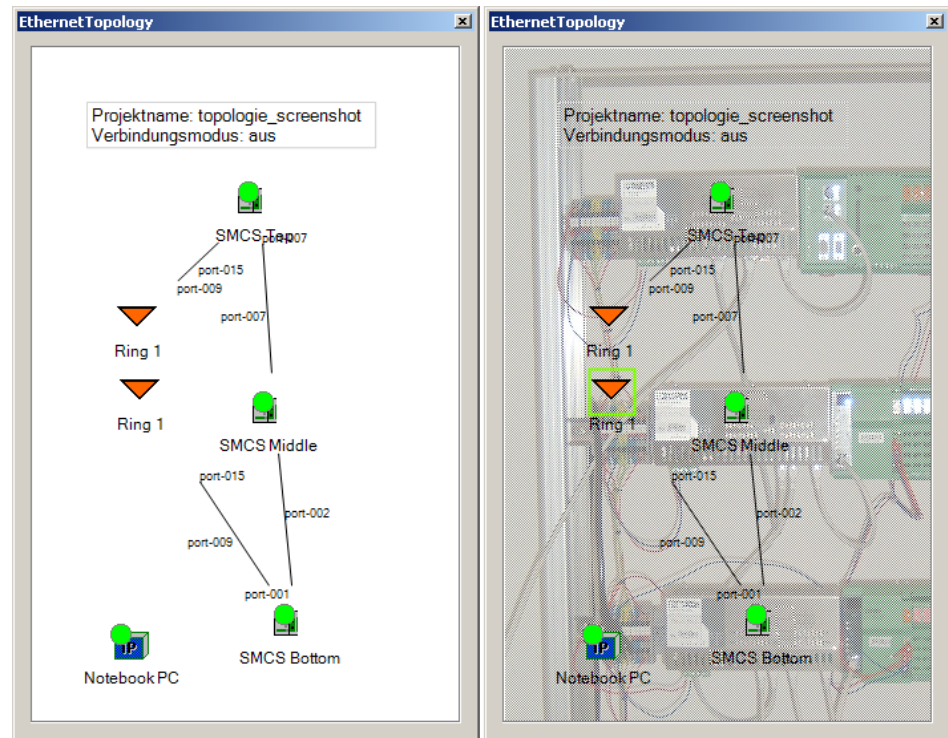 EthernetTopology
Projektname: topologie_screenshot
Verbindungsmodus: aus
SMCS Top
port-007
port-015
port-009
port-007
Ring 1
Ring 1
SMCS Middle
port-015
port-002
port-009
port-001
SMCS Bottom
iP
Notebook PC
EthernetTopology
Projektname: topologie_screenshot
Verbindungsmodus: aus
SMCS Top
port-007
port-015
port-009
port-007
Ring 1
Ring 1
SMCS Middle
port-015
port-002
port-009
port-001
SMCS Bottom
iP
Notebook PC